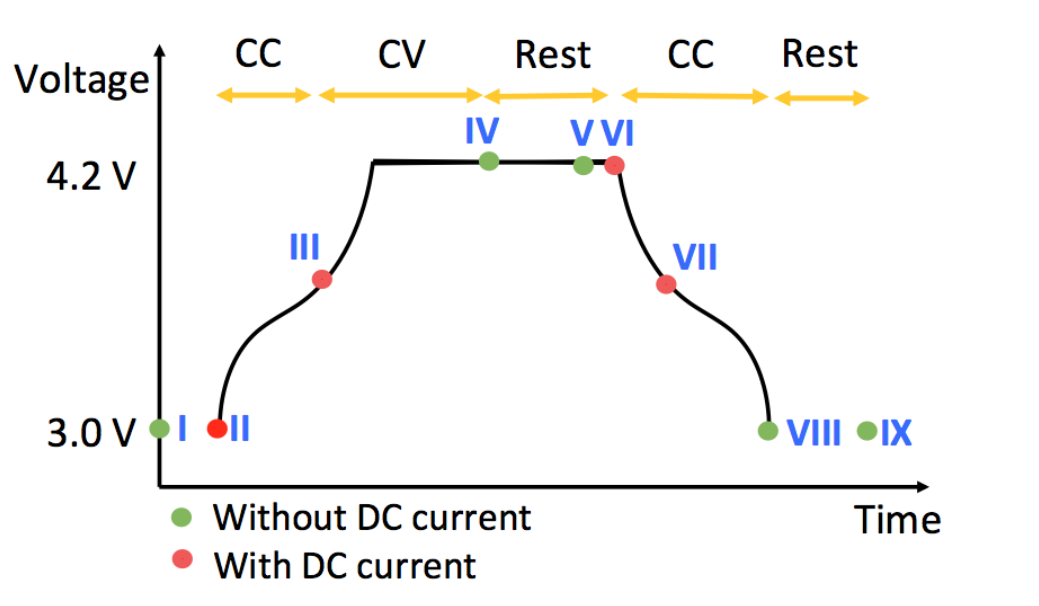 CC CV Rest CC Rest
Voltage
IV V VI
4.2 V
III VII
3.0 V I II VIII IX
Without DC current
Time
With DC current